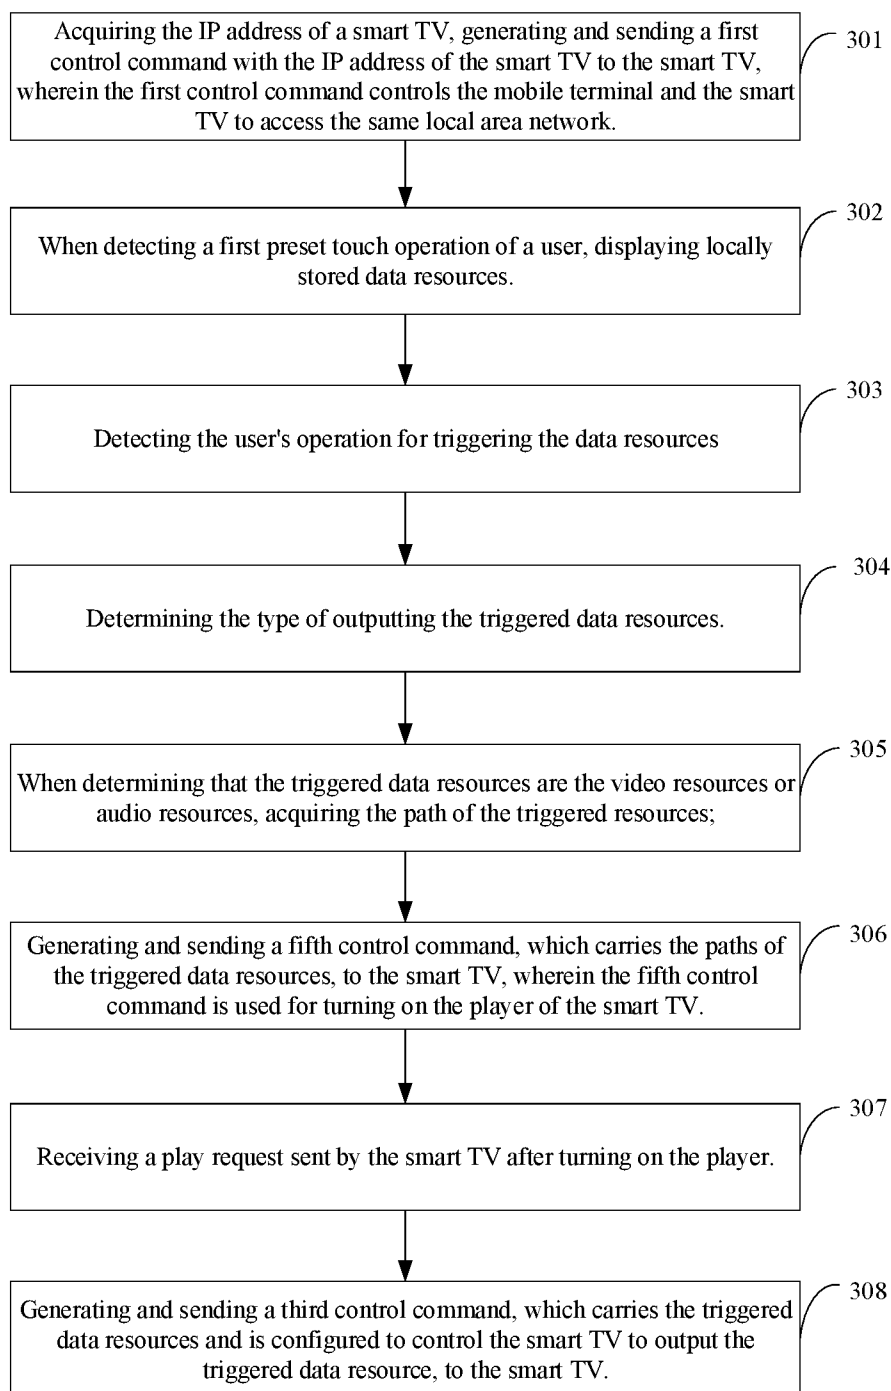 Acquiring the IP address of a smart TV, generating and sending a first
control command with the IP address of the smart TV to the smart TV,
wherein the first control command controls the mobile terminal and the smart
TV to access the same local area network.
301
When detecting a first preset touch operation of a user, displaying locally
stored data resources.
302
Detecting the user's operation for triggering the data resources
303
Determining the type of outputting the triggered data resources.
304
When determining that the triggered data resources are the video resources or
audio resources, acquiring the path of the triggered resources;
305
Generating and sending a fifth control command, which carries the paths of
the triggered data resources, to the smart TV, wherein the fifth control
command is used for turning on the player of the smart TV.
306
Receiving a play request sent by the smart TV after turning on the player.
307
Generating and sending a third control command, which carries the triggered
data resources and is configured to control the smart TV to output the
triggered data resource, to the smart TV.
308